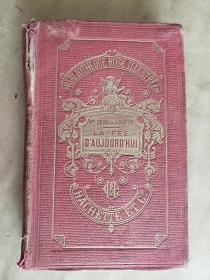 BIBLIOTHÈQUE ROSE ILLUSTRÉE
LA FÉE
D'AUJOURD'HUI
HACHETTE ET Cie